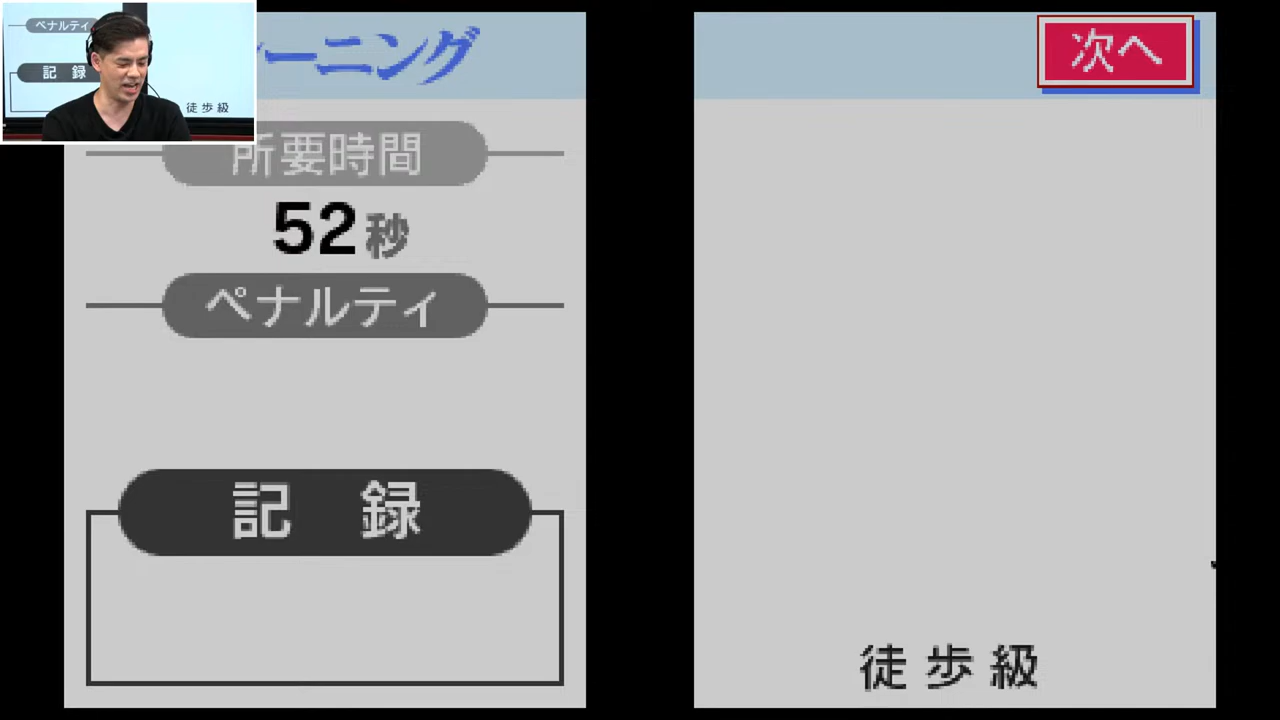 ーニング
所要時間
52秒
ペナルティ
記 録
次へ
徒歩級
ペナルティ
記 録
徒歩級